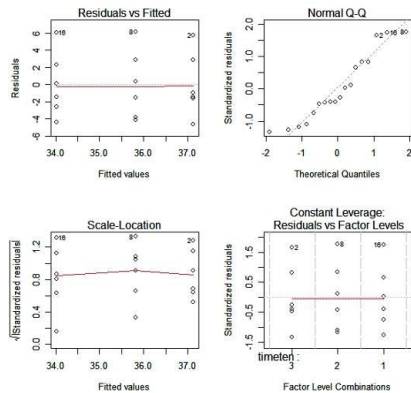 Residuals vs Fitted
Residuals
6
4
2
0
-2
-4
-6
16
8
2
34.0 35.0 36.0 37.0
Fitted values
Normal Q-Q
Standardized residuals
2.0
1.0
0.0
-1.0
2 16 8
-2 -1 0 1 2
Theoretical Quantiles
Scale-Location
√|Standardized residuals|
1.2
0.8
0.4
0.0
16
8
2
34.0 35.0 36.0 37.0
Fitted values
Constant Leverage:
Residuals vs Factor Levels
Standardized residuals
1.5
0.5
-0.5
-1.5
2
8
16
timeten :
3 2 1
Factor Level Combinations